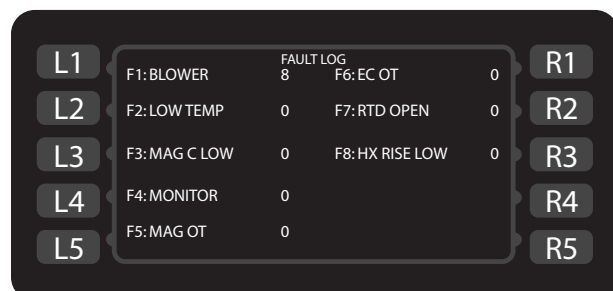 FAULT LOG
L1 F1: BLOWER 8 F6: EC OT 0 R1
L2 F2: LOW TEMP 0 F7: RTD OPEN 0 R2
L3 F3: MAG C LOW 0 F8: HX RISE LOW 0 R3
L4 F4: MONITOR 0 R4
L5 F5: MAG OT 0 R5